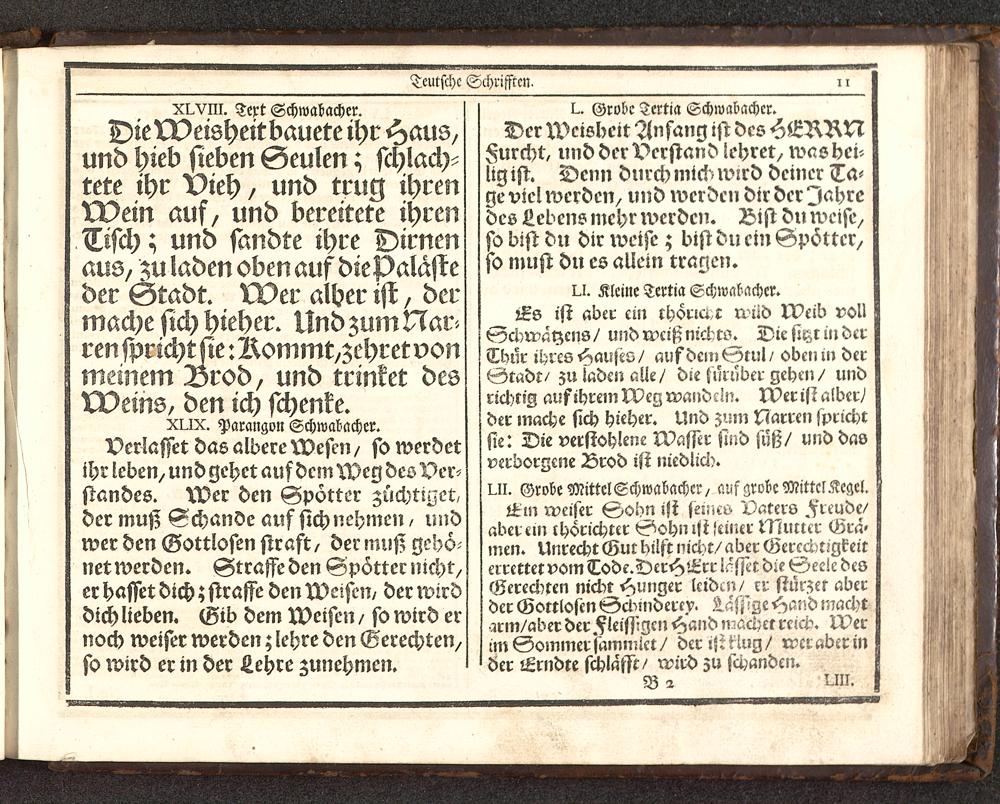 Teutsche Schrifften. 11
XLVIII. Text Schwabacher.
Die Weisheit bauete ihr Haus,
und hieb sieben Seulen; schlach-
tete ihr Vieh, und trug ihren
Wein auf, und bereitete ihren
Tisch; und sandte ihre Dirnen
aus, zu laden oben auf die Paläste
der Stadt. Wer alber ist, der
mache sich hieher. Und zum Nar-
ren spricht sie: Kommt, zehret von
meinem Brod, und trinket des
Weins, den ich schenke.
XLIX. Parangon Schwabacher.
Verlasset das albere Wesen/ so werdet
ihr leben, und gehet auf dem Weg des Ver-
standes. Wer den Spötter züchtiget,
der muß Schande auf sich nehmen/ und
wer den Gottlosen straft/ der muß gehö-
net werden. Straffe den Spötter nicht,
er hasset dich; straffe den Weisen, der wird
dich lieben. Gib dem Weisen/ so wird er
noch weiser werden; lehre den Gerechten,
so wird er in der Lehre zunehmen.
L. Grobe Tertia Schwabacher.
Der Weisheit Anfang ist des HERRN
Furcht, und der Verstand lehret, was hei-
lig ist. Denn durch mich wird deiner Ta-
ge viel werden, und werden dir der Jahre
des Lebens mehr werden. Bist du weise,
so bist du dir weise; bist du ein Spötter,
so must du es allein tragen.
LI. Kleine Tertia Schwabacher.
Es ist aber ein thöricht wild Weib voll
Schwätzens/ und weiß nichts. Die sitzt in der
Thür ihres Hauses/ auf dem Stul/ oben in der
Stadt/ zu laden alle/ die fürüber gehen/ und
richtig auf ihrem Weg wandeln. Wer ist alber/
der mache sich hieher. Und zum Narren spricht
sie: Die verstohlene Wasser sind süß/ und das
verborgene Brod ist niedlich.
LII. Grobe Mittel Schwabacher, auf grobe Mittel Kegel.
Ein weiser Sohn ist seines Vaters Freude/
aber ein thörichter Sohn ist seiner Mutter Grä-
men. Unrecht Gut hilft nicht/ aber Gerechtigkeit
errettet vom Tode. Der HErr lässet die Seele des
Gerechten nicht Hunger leiden/ er stürzet aber
der Gottlosen Schinderey. Lässige Hand macht
arm/ aber der Fleissigen Hand machet reich. Wer
im Sommer sammlet/ der ist klug/ wer aber in
der Erndte schläfft/ wird zu schanden.
B 2 LIII.